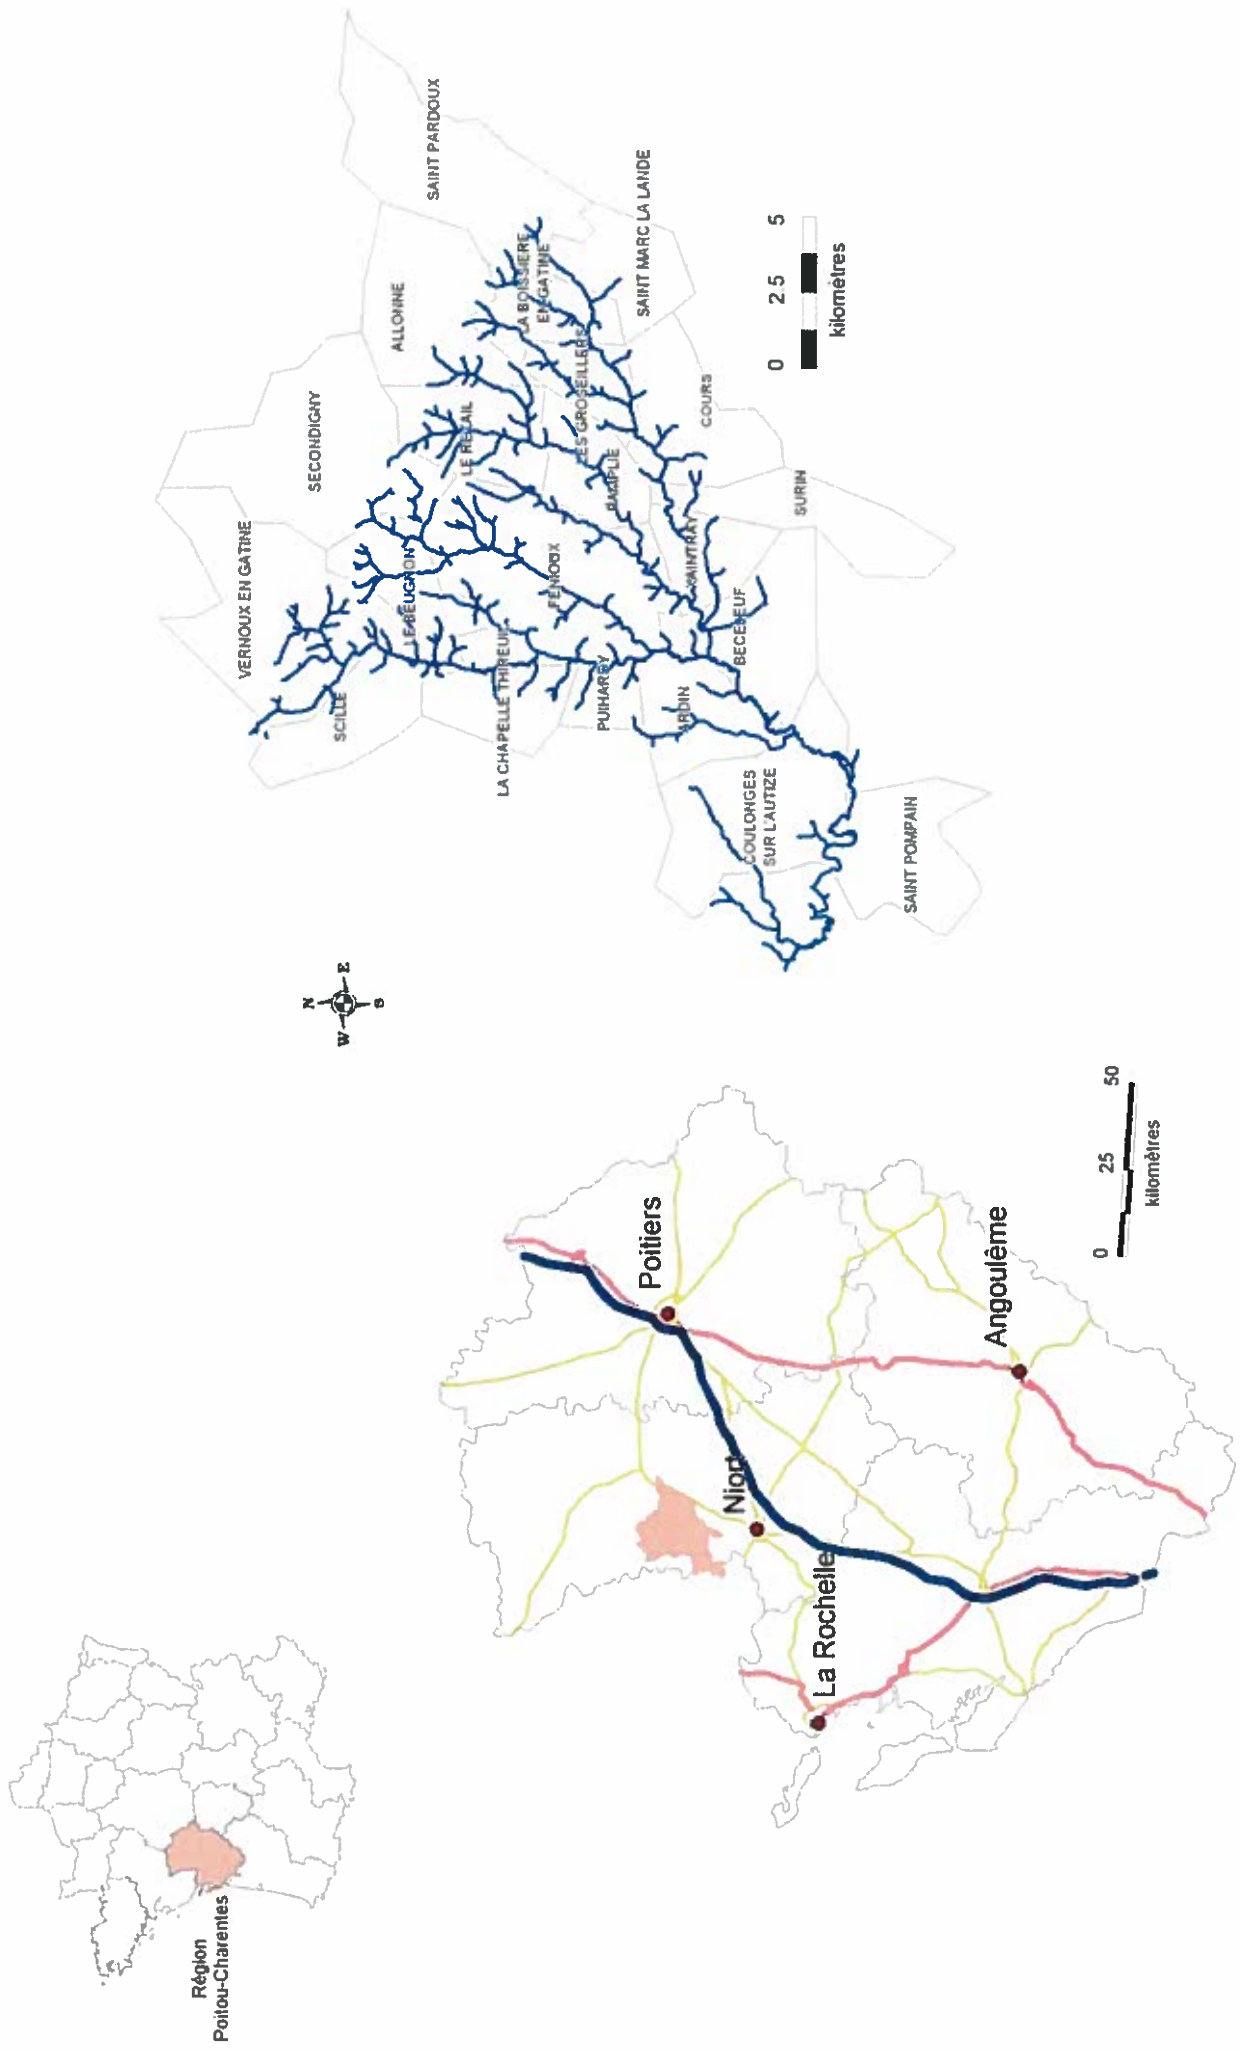 Région
Poitou-Charentes
Poitiers
Niort
La Rochelle
Angoulême
0 25 50
kilomètres
N
W E
S
VERNOUX EN GATINE
SECONDIGNY
SCILLE
ALLONNE
SAINT PARDOUX
LE BEUGNON
LE RETAIL
LA CHAPELLE THIREUIL
LA BOISSIERE
EN GATINE
FENIOUX
LES GROSEILLERS
PUIHARDY
PAMPLIE
SAINT MARC LA LANDE
ARDIN
XAINTRAY
COURS
BECELEUF
COULONGES
SUR L'AUTIZE
SURIN
SAINT POMPAIN
0 2.5 5
kilomètres